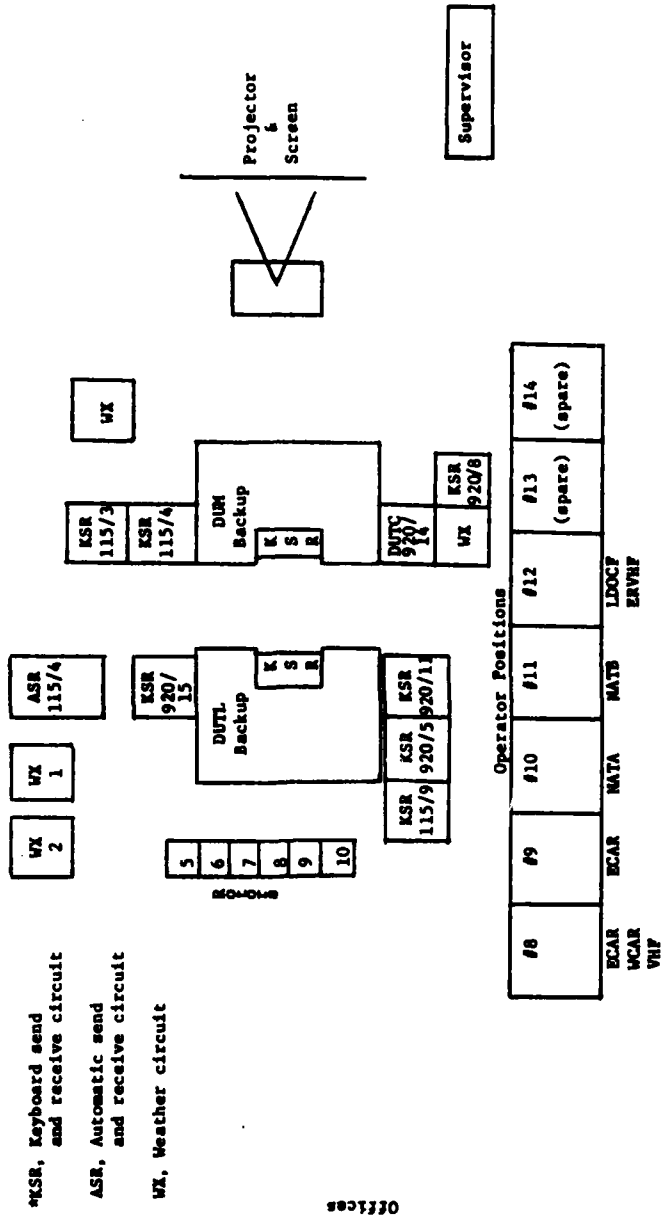 *KSR, Keyboard send
and receive circuit
ASR, Automatic send
and receive circuit
WX, Weather circuit
WX
2
WX
1
ASR
115/4
KSR
115/3
KSR
115/4
WX
KSR
920/
15
5
6
7
8
9
10
DUTL
Backup
K
S
R
DUM
Backup
K
S
R
Projector
&
Screen
KSR
115/9
KSR
920/5
KSR
920/11
DUTC
920/
14
WX
KSR
920/8
Supervisor
Operator Positions
#8
#9
#10
#11
#12
#13
(spare)
#14
(spare)
ECAR
WCAR
VHF
ECAR
NATA
NATB
LDOCF
ERVHF
Offices